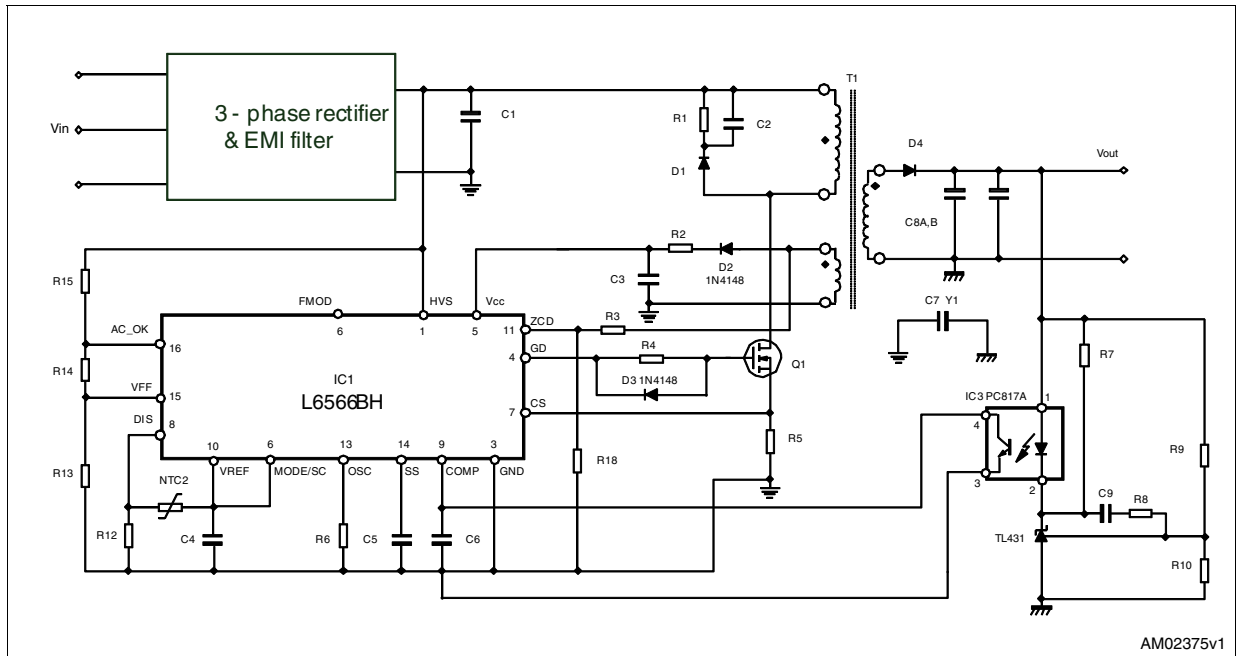 T1
3 - phase rectifier
& EMI filter
C1
R1
C2
Vin
D4
Vout
D1
C8A,B
R2
D2
1N4148
C3
R15
FMOD
HVS
Vcc
C7 Y1
6
1
5
11
ZCD
R3
AC_OK
16
4
GD
R4
R7
R14
IC1
L6566BH
D3 1N4148
Q1
VFF
15
7
CS
IC3 PC817A
1
DIS
8
4
R5
R9
10
6
13
14
9
3
R13
VREF
MODE/SC
OSC
SS
COMP
GND
R18
3
2
NTC2
C9
R8
R12
C4
R6
C5
C6
TL431
R10
AM02375v1